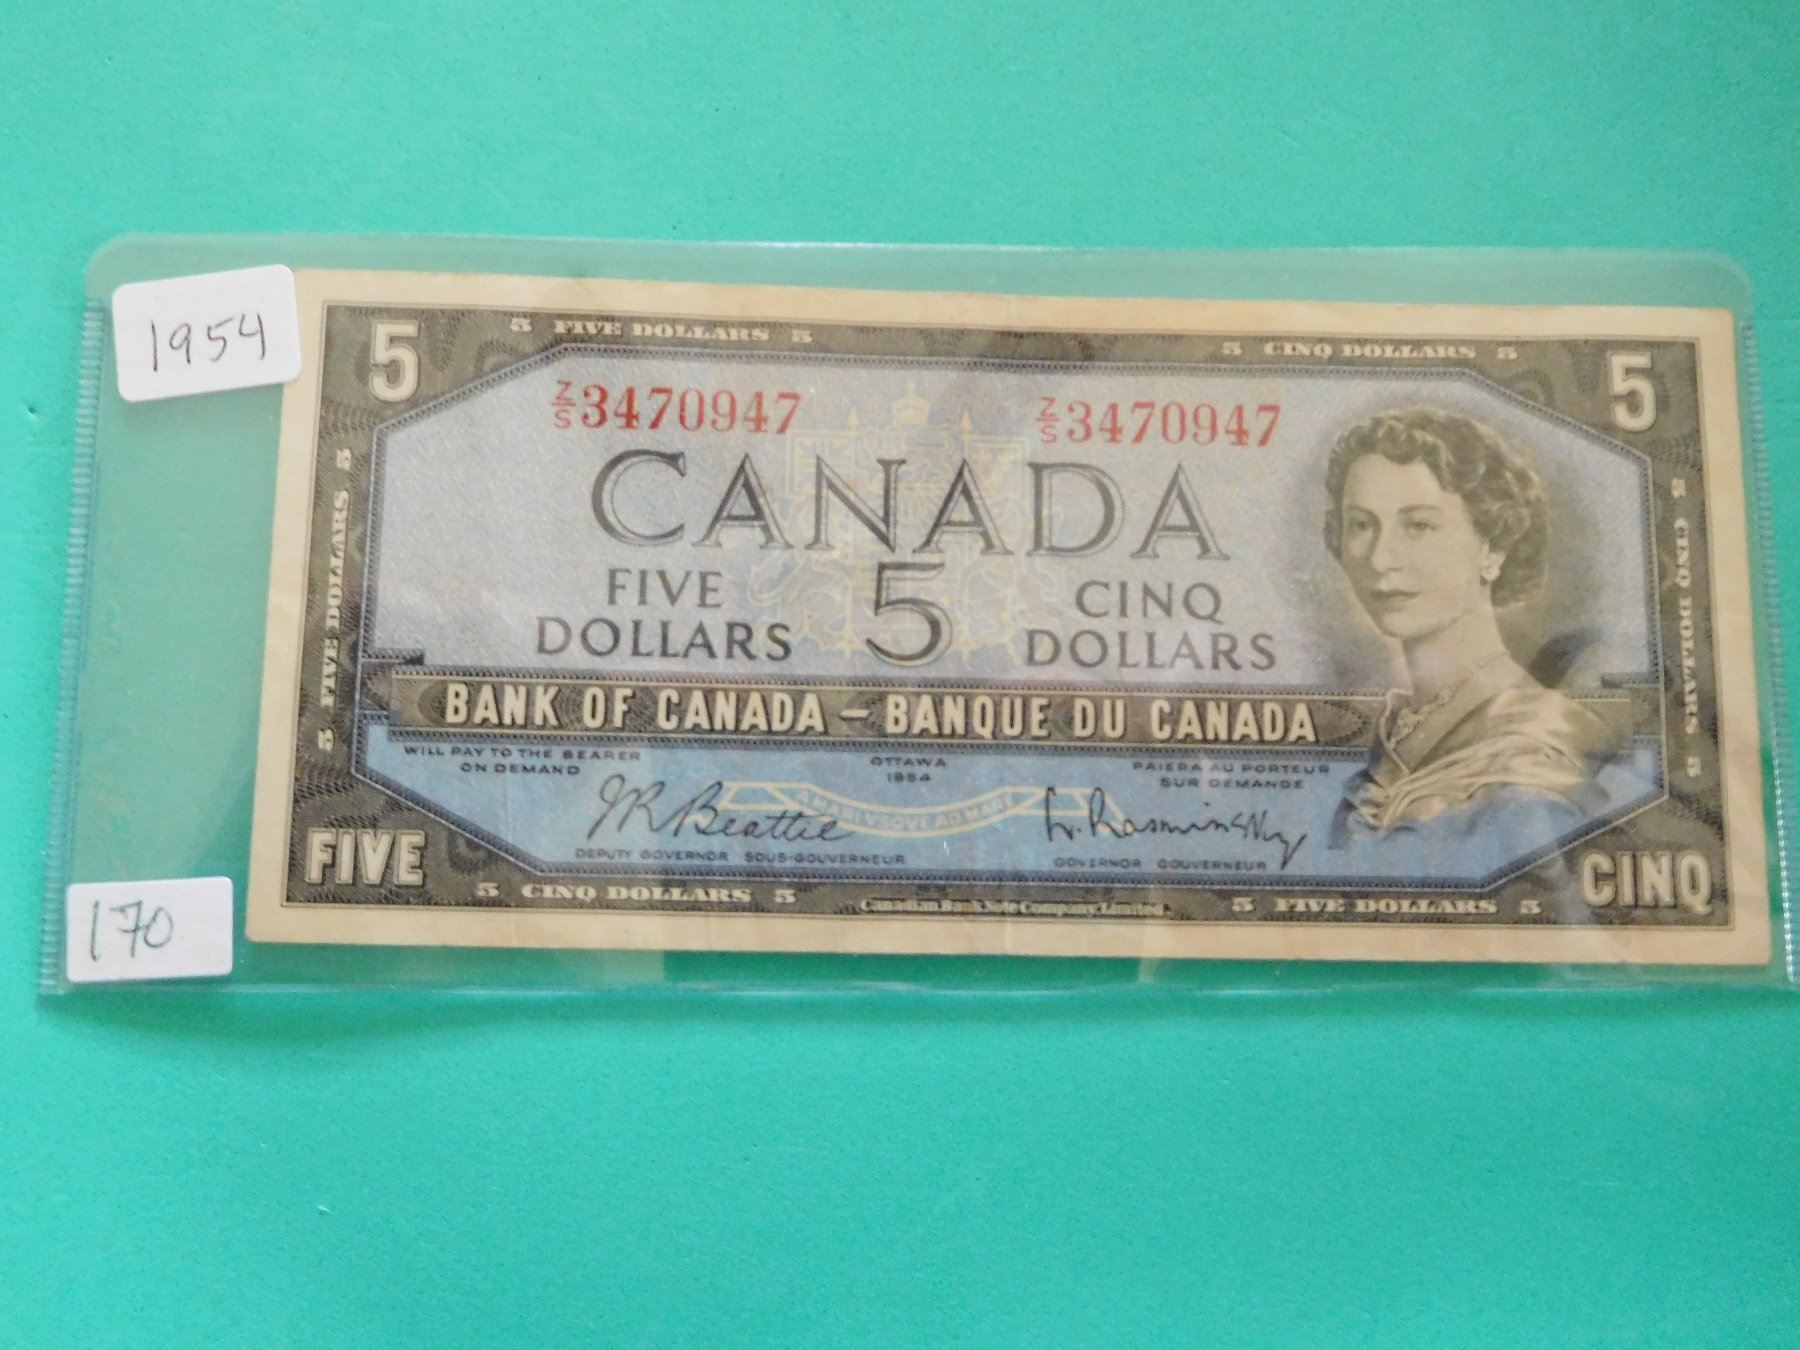 1954
5 5 FIVE DOLLARS 5 5 CINQ DOLLARS 5 5
Z/S 3470947 Z/S 3470947
CANADA
FIVE DOLLARS
5
CINQ DOLLARS
BANK OF CANADA – BANQUE DU CANADA
WILL PAY TO THE BEARER
ON DEMAND
OTTAWA
1954
PAIERA AU PORTEUR
SUR DEMANDE
J R Beattie
A MARI VSQVE AD MARE
L. Rasminsky
DEPUTY GOVERNOR SOUS-GOUVERNEUR
GOVERNOR GOUVERNEUR
5 FIVE DOLLARS 5
5 CINQ DOLLARS 5
FIVE
CINQ
5 CINQ DOLLARS 5
Canadian Bank Note Company, Limited
5 FIVE DOLLARS 5
170